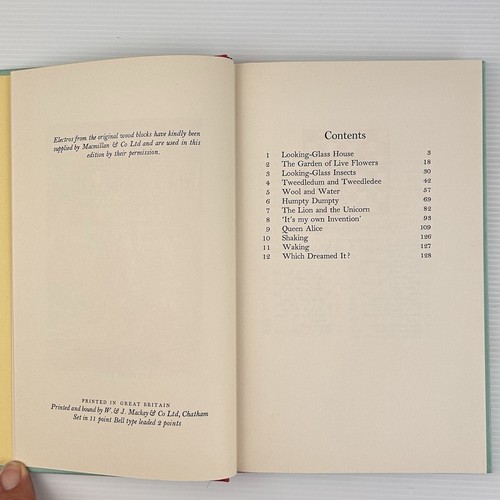 Electros from the original wood blocks have kindly been
supplied by Macmillan & Co Ltd and are used in this
edition by their permission.
PRINTED IN GREAT BRITAIN
Printed and bound by W. & J. Mackay & Co Ltd, Chatham
Set in 11 point Bell type leaded 2 points
Contents
1 Looking-Glass House 3
2 The Garden of Live Flowers 18
3 Looking-Glass Insects 30
4 Tweedledum and Tweedledee 42
5 Wool and Water 57
6 Humpty Dumpty 69
7 The Lion and the Unicorn 82
8 ‘It's my own Invention’ 93
9 Queen Alice 109
10 Shaking 126
11 Waking 127
12 Which Dreamed It? 128